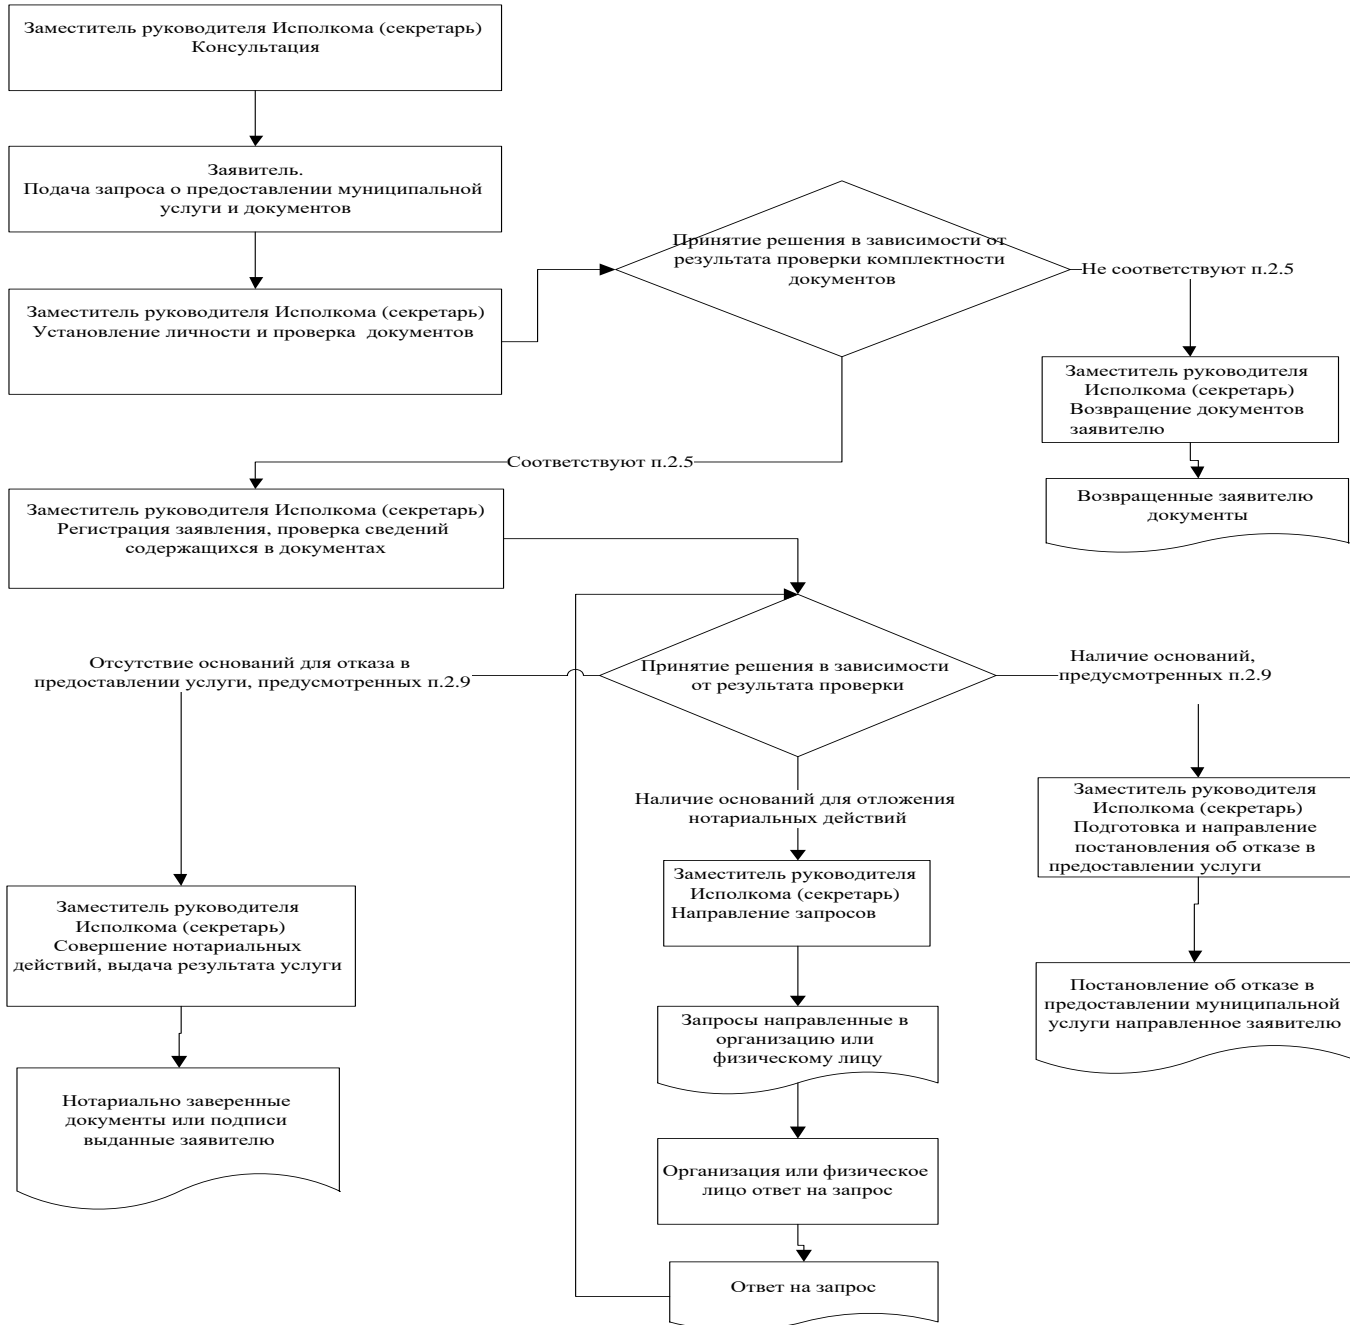 Заместитель руководителя Исполкома (секретарь)
Консультация
Заявитель.
Подача запроса о предоставлении муниципальной
услуги и документов
Заместитель руководителя Исполкома (секретарь)
Установление личности и проверка документов
Принятие решения в зависимости от
результата проверки комплектности
документов
Не соответствуют п.2.5
Заместитель руководителя
Исполкома (секретарь)
Возвращение документов
заявителю
Возвращенные заявителю
документы
Соответствуют п.2.5
Заместитель руководителя Исполкома (секретарь)
Регистрация заявления, проверка сведений
содержащихся в документах
Принятие решения в зависимости
от результата проверки
Отсутствие оснований для отказа в
предоставлении услуги, предусмотренных п.2.9
Наличие оснований,
предусмотренных п.2.9
Наличие оснований для отложения
нотариальных действий
Заместитель руководителя
Исполкома (секретарь)
Подготовка и направление
постановления об отказе в
предоставлении услуги
Заместитель руководителя
Исполкома (секретарь)
Направление запросов
Заместитель руководителя
Исполкома (секретарь)
Совершение нотариальных
действий, выдача результата услуги
Постановление об отказе в
предоставлении муниципальной
услуги направленное заявителю
Запросы направленные в
организацию или
физическому лицу
Нотариально заверенные
документы или подписи
выданные заявителю
Организация или физическое
лицо ответ на запрос
Ответ на запрос